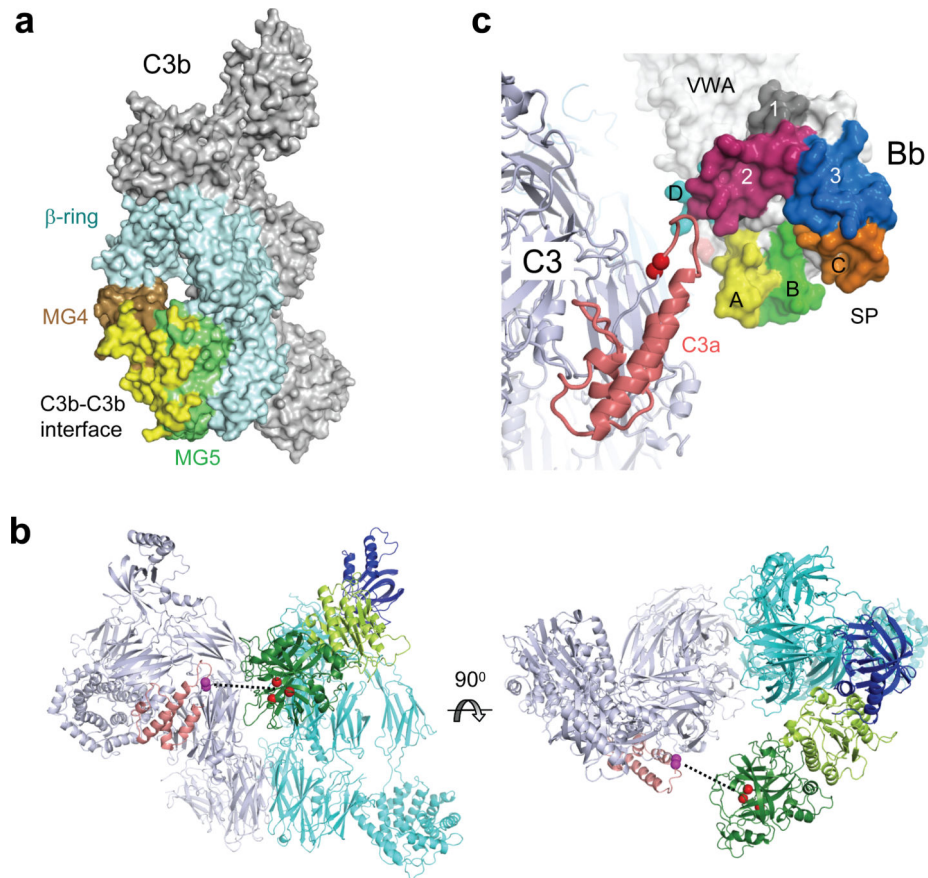 a
C3b
β-ring
MG4
C3b-C3b
interface
MG5
c
VWA
1
Bb
2
3
D
C3
A
B
C
SP
C3a
b
90⁰